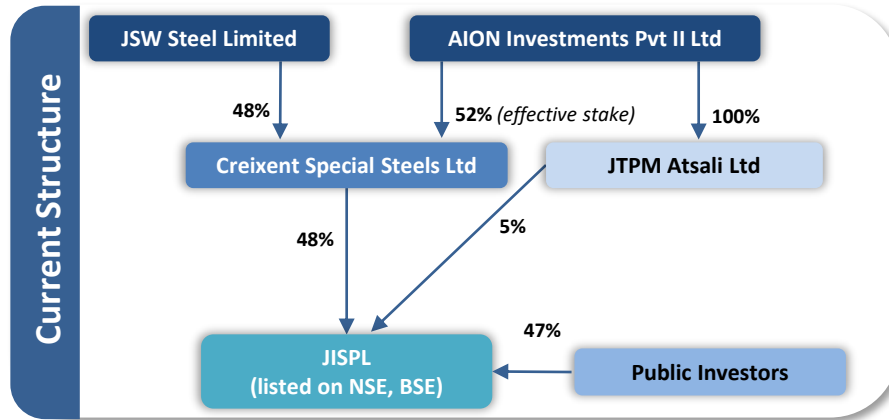 Current Structure
JSW Steel Limited
AION Investments Pvt II Ltd
48%
52% (effective stake)
100%
Creixent Special Steels Ltd
JTPM Atsali Ltd
48%
5%
47%
JISPL
(listed on NSE, BSE)
Public Investors